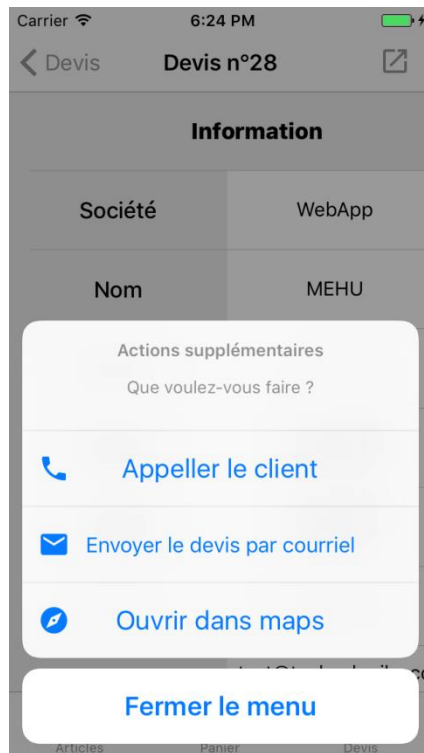 Carrier 6:24 PM
Devis Devis n°28
Information
Société WebApp
Nom MEHU
Actions supplémentaires
Que voulez-vous faire ?
Appeller le client
Envoyer le devis par courriel
Ouvrir dans maps
Fermer le menu
Articles Panier Devis